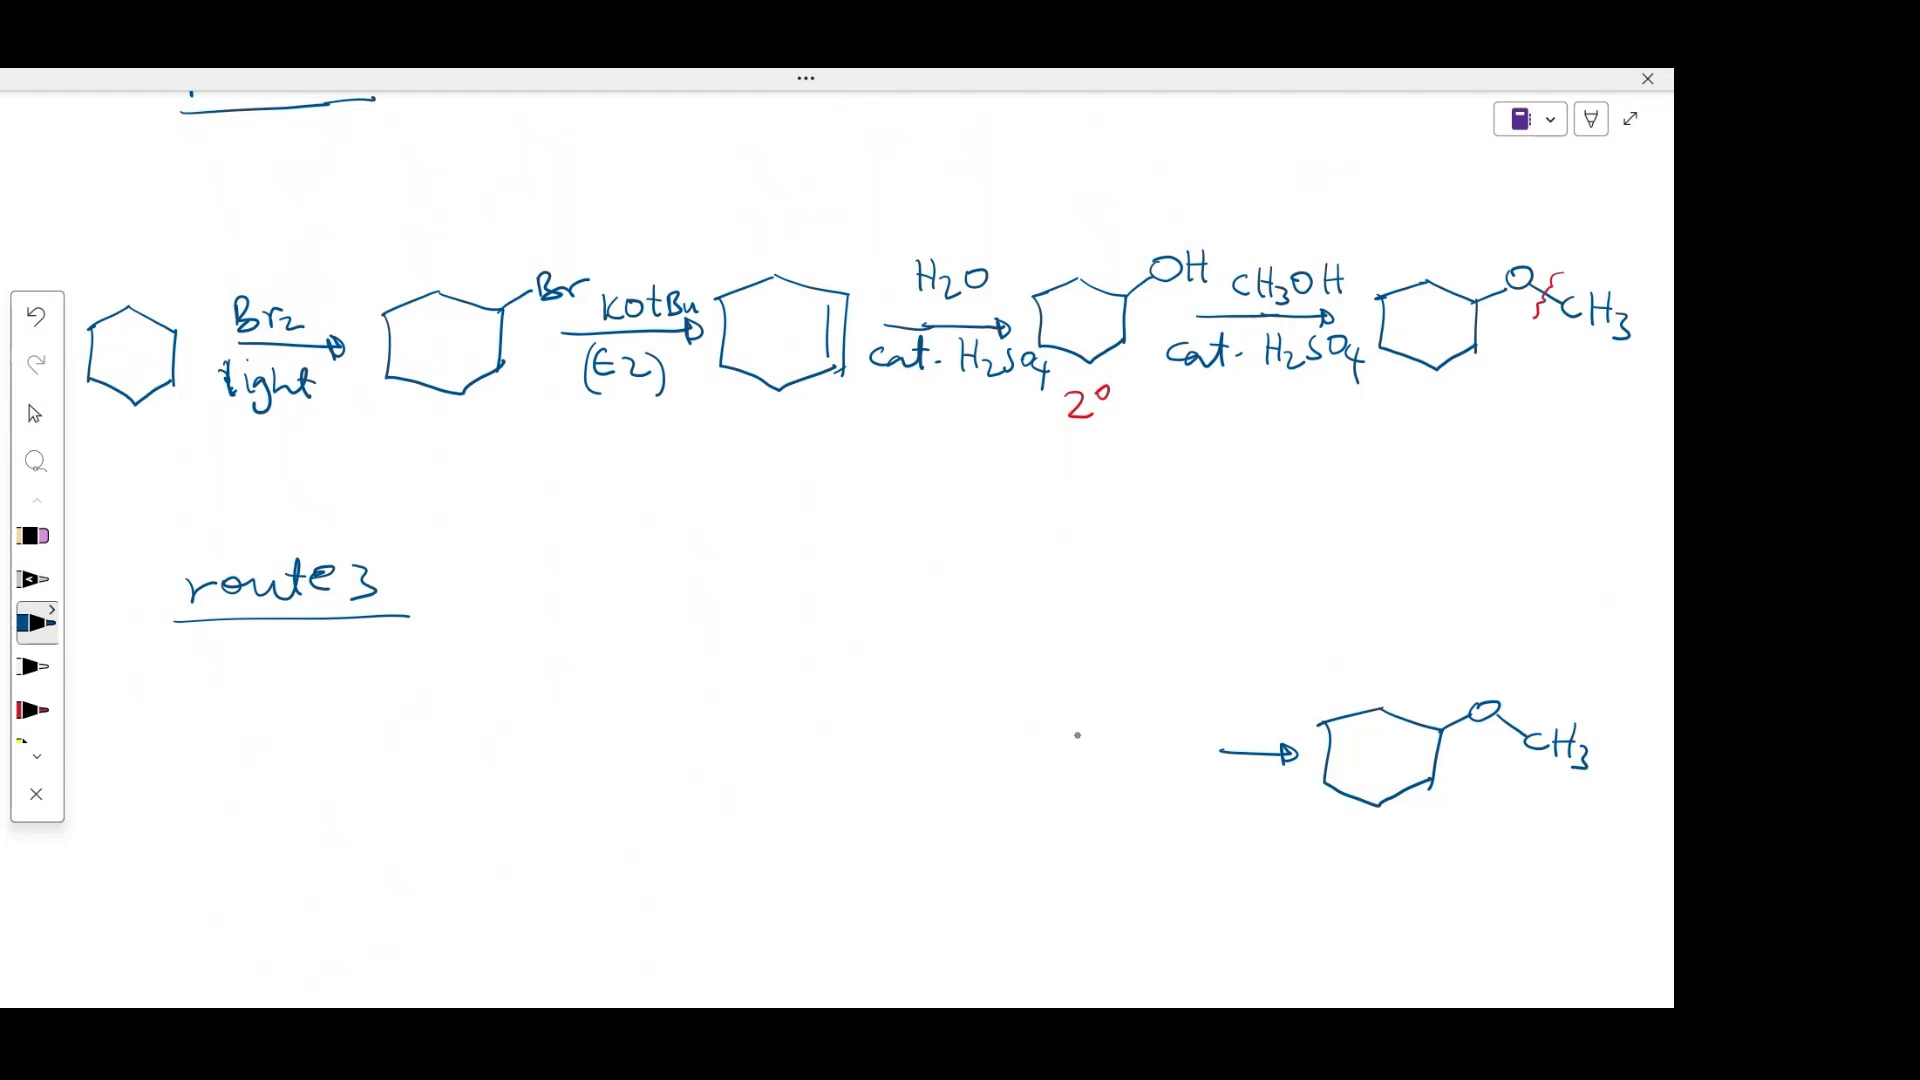 Br2
light
Br
KOtBu
(E2)
H2O
cat. H2SO4
OH
2°
CH3OH
cat. H2SO4
O
CH3
route 3
O
CH3